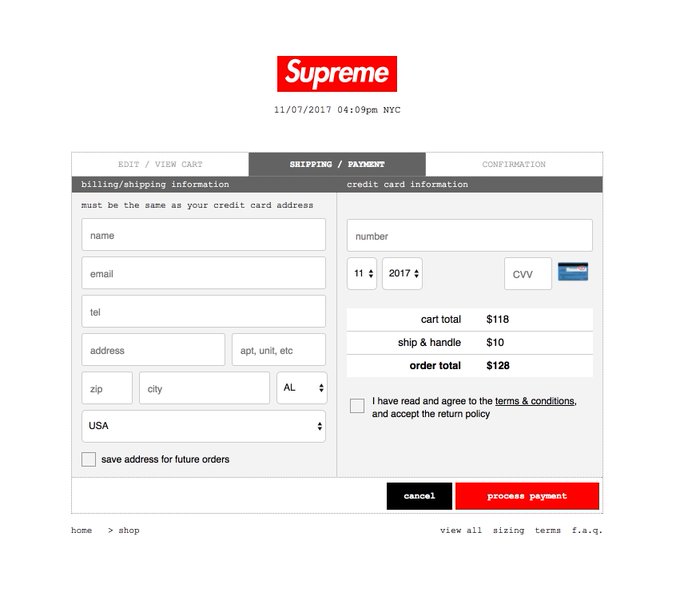 Supreme
11/07/2017 04:09pm NYC
EDIT / VIEW CART
SHIPPING / PAYMENT
CONFIRMATION
billing/shipping information
must be the same as your credit card address
name
email
tel
address
apt, unit, etc
zip
city
AL
USA
save address for future orders
credit card information
number
11
2017
CVV
cart total $118
ship & handle $10
order total $128
I have read and agree to the terms & conditions,
and accept the return policy
cancel
process payment
home > shop
view all sizing terms f.a.q.